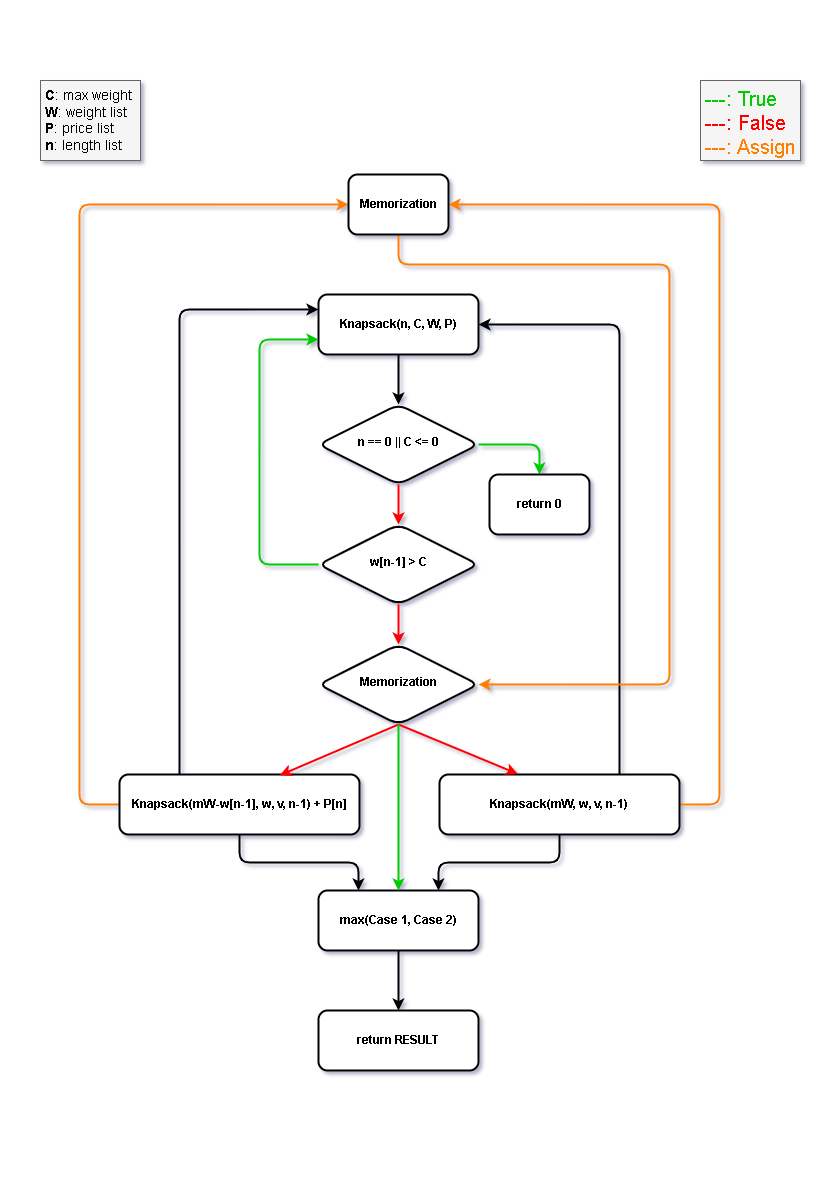 C: max weight
W: weight list
P: price list
n: length list
---: True
---: False
---: Assign
Memorization
Knapsack(n, C, W, P)
n == 0 || C <= 0
return 0
w[n-1] > C
Memorization
Knapsack(mW-w[n-1], w, v, n-1) + P[n]
Knapsack(mW, w, v, n-1)
max(Case 1, Case 2)
return RESULT